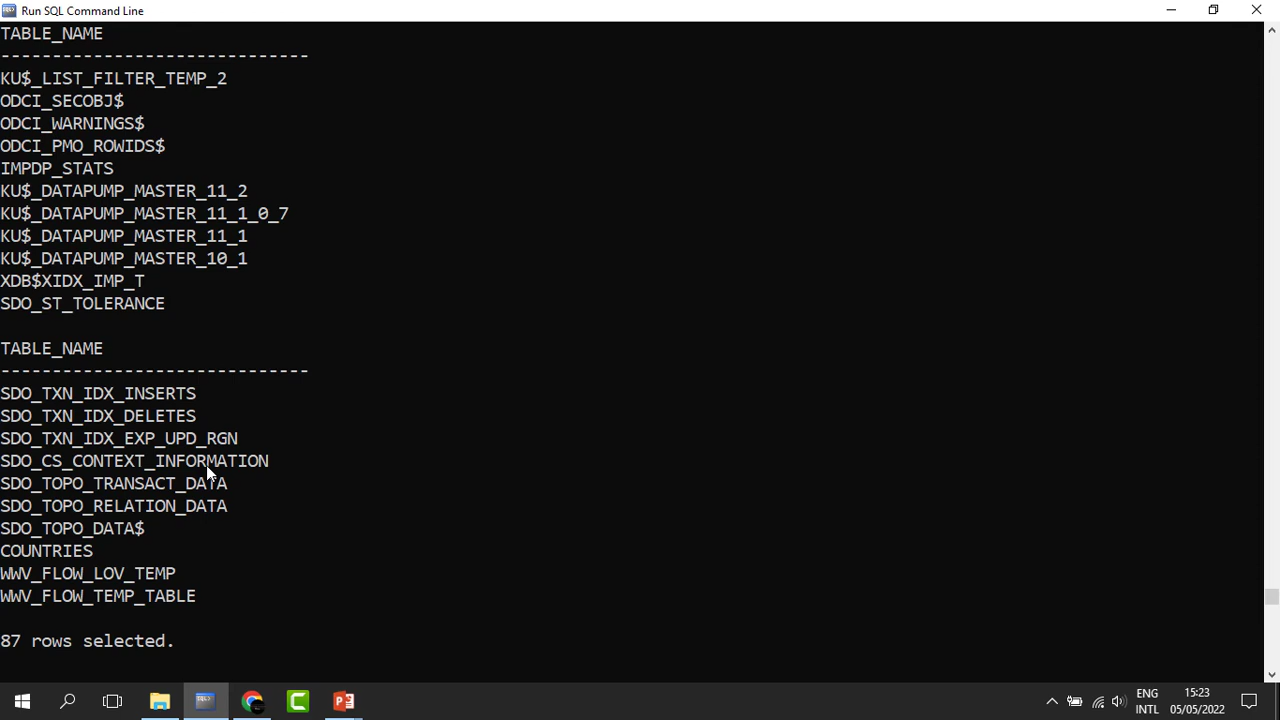 Run SQL Command Line
TABLE_NAME
------------------------------
KU$_LIST_FILTER_TEMP_2
ODCI_SECOBJ$
ODCI_WARNINGS$
ODCI_PMO_ROWIDS$
IMPDP_STATS
KU$_DATAPUMP_MASTER_11_2
KU$_DATAPUMP_MASTER_11_1_0_7
KU$_DATAPUMP_MASTER_11_1
KU$_DATAPUMP_MASTER_10_1
XDB$XIDX_IMP_T
SDO_ST_TOLERANCE
TABLE_NAME
------------------------------
SDO_TXN_IDX_INSERTS
SDO_TXN_IDX_DELETES
SDO_TXN_IDX_EXP_UPD_RGN
SDO_CS_CONTEXT_INFORMATION
SDO_TOPO_TRANSACT_DATA
SDO_TOPO_RELATION_DATA
SDO_TOPO_DATA$
COUNTRIES
WWV_FLOW_LOV_TEMP
WWV_FLOW_TEMP_TABLE
87 rows selected.
ENG 15:23
INTL 05/05/2022